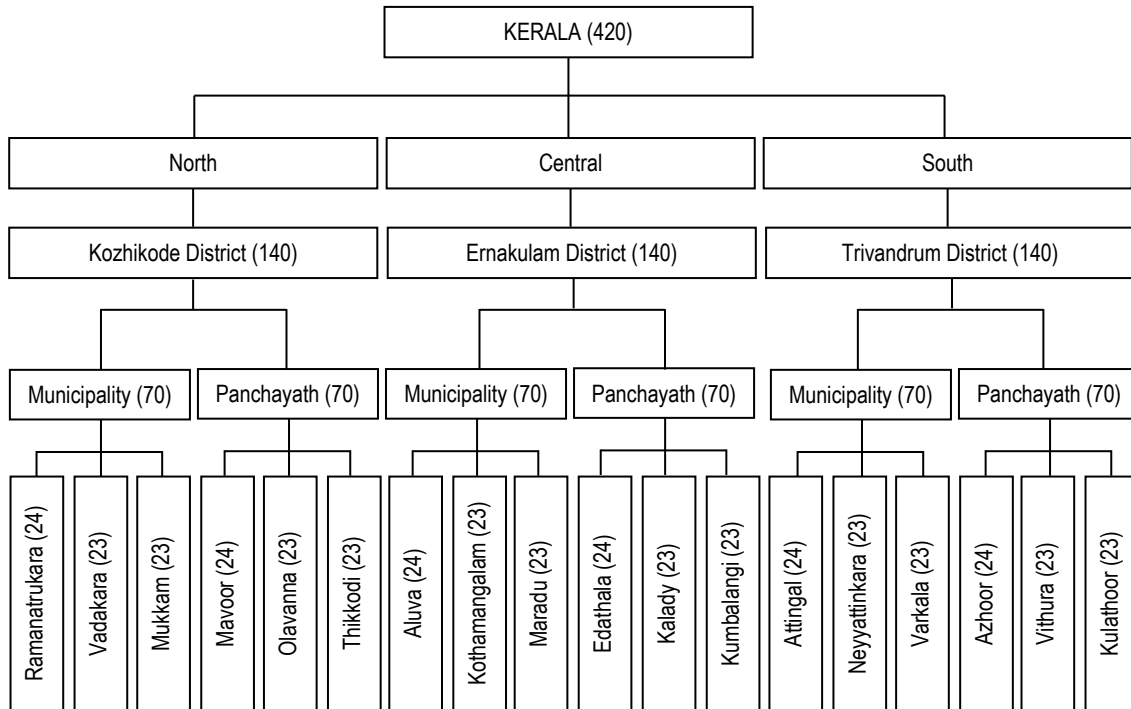 KERALA (420)
North
Central
South
Kozhikode District (140)
Ernakulam District (140)
Trivandrum District (140)
Municipality (70)
Panchayath (70)
Municipality (70)
Panchayath (70)
Municipality (70)
Panchayath (70)
Ramanatrukara (24)
Vadakara (23)
Mukkam (23)
Mavoor (24)
Olavanna (23)
Thikkodi (23)
Aluva (24)
Kothamangalam (23)
Maradu (23)
Edathala (24)
Kalady (23)
Kumbalangi (23)
Attingal (24)
Neyyattinkara (23)
Varkala (23)
Azhoor (24)
Vithura (23)
Kulathoor (23)